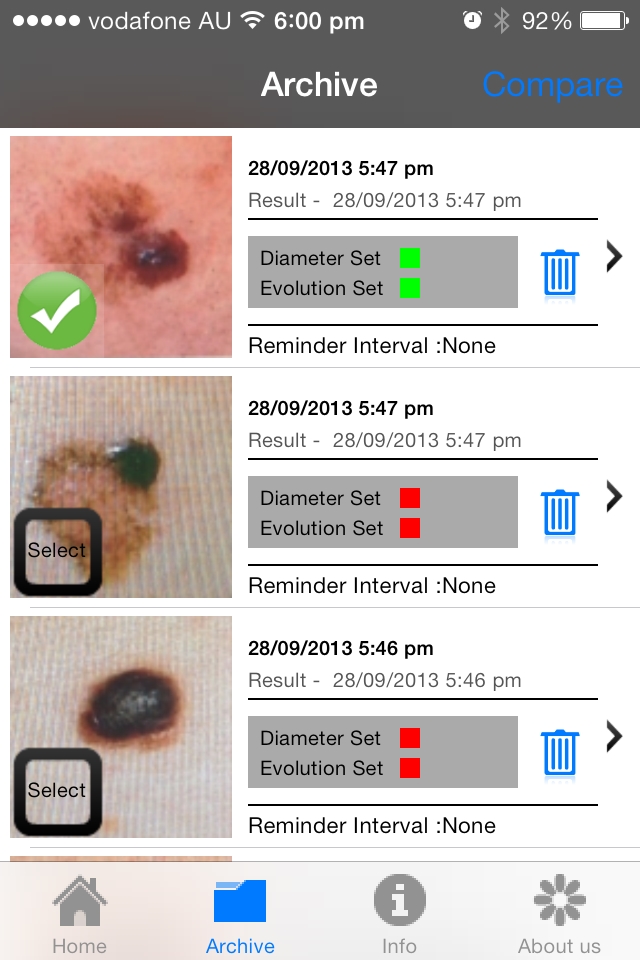 vodafone AU 6:00 pm 92%
Archive Compare
28/09/2013 5:47 pm
Result - 28/09/2013 5:47 pm
Diameter Set
Evolution Set
Reminder Interval :None
28/09/2013 5:47 pm
Result - 28/09/2013 5:47 pm
Diameter Set
Evolution Set
Select
Reminder Interval :None
28/09/2013 5:46 pm
Result - 28/09/2013 5:46 pm
Diameter Set
Evolution Set
Select
Reminder Interval :None
Home Archive Info About us